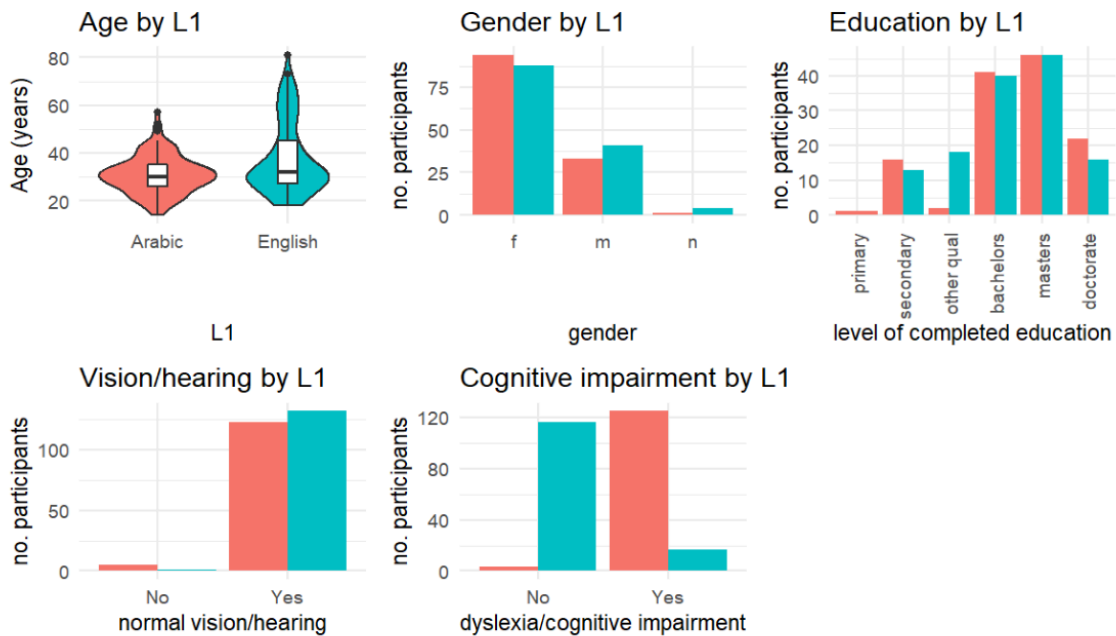 Age by L1
Age (years)
80
60
40
20
Arabic
English
L1
Gender by L1
no. participants
75
50
25
0
f
m
n
gender
Education by L1
no. participants
40
30
20
10
0
primary
secondary
other qual
bachelors
masters
doctorate
level of completed education
Vision/hearing by L1
no. participants
100
50
0
No
Yes
normal vision/hearing
Cognitive impairment by L1
no. participants
120
80
40
0
No
Yes
dyslexia/cognitive impairment